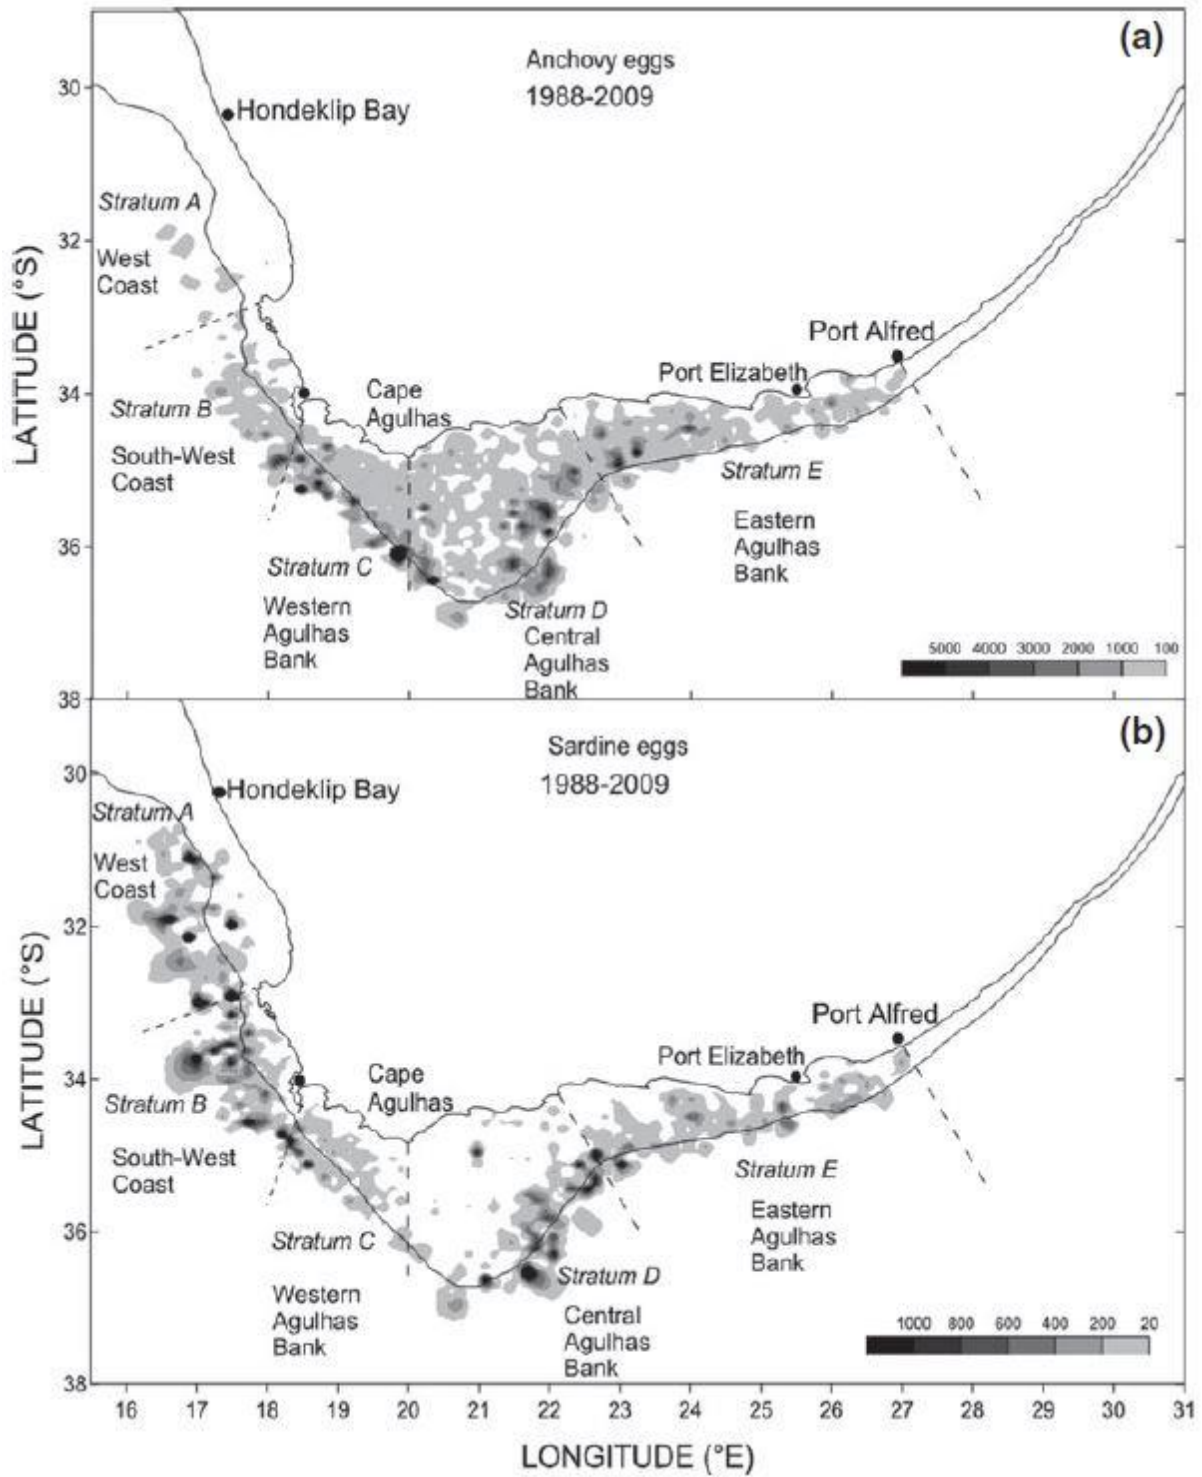 (a)
Anchovy eggs
1988-2009
30
Hondeklip Bay
Stratum A
32
West
Coast
Port Alfred
Port Elizabeth
34
Cape
Agulhas
Stratum B
South-West
Coast
Stratum E
36
Eastern
Agulhas
Bank
Stratum C
Western
Agulhas
Bank
Stratum D
Central
Agulhas
Bank
5000 4000 3000 2000 1000 100
38
LATITUDE (°S)
(b)
Sardine eggs
1988-2009
30
Hondeklip Bay
Stratum A
West
Coast
32
Port Alfred
Port Elizabeth
34
Cape
Agulhas
Stratum B
South-West
Coast
Stratum E
Eastern
Agulhas
Bank
36
Stratum C
Western
Agulhas
Bank
Stratum D
Central
Agulhas
Bank
1000 800 600 400 200 20
38
LATITUDE (°S)
16 17 18 19 20 21 22 23 24 25 26 27 28 29 30 31
LONGITUDE (°E)